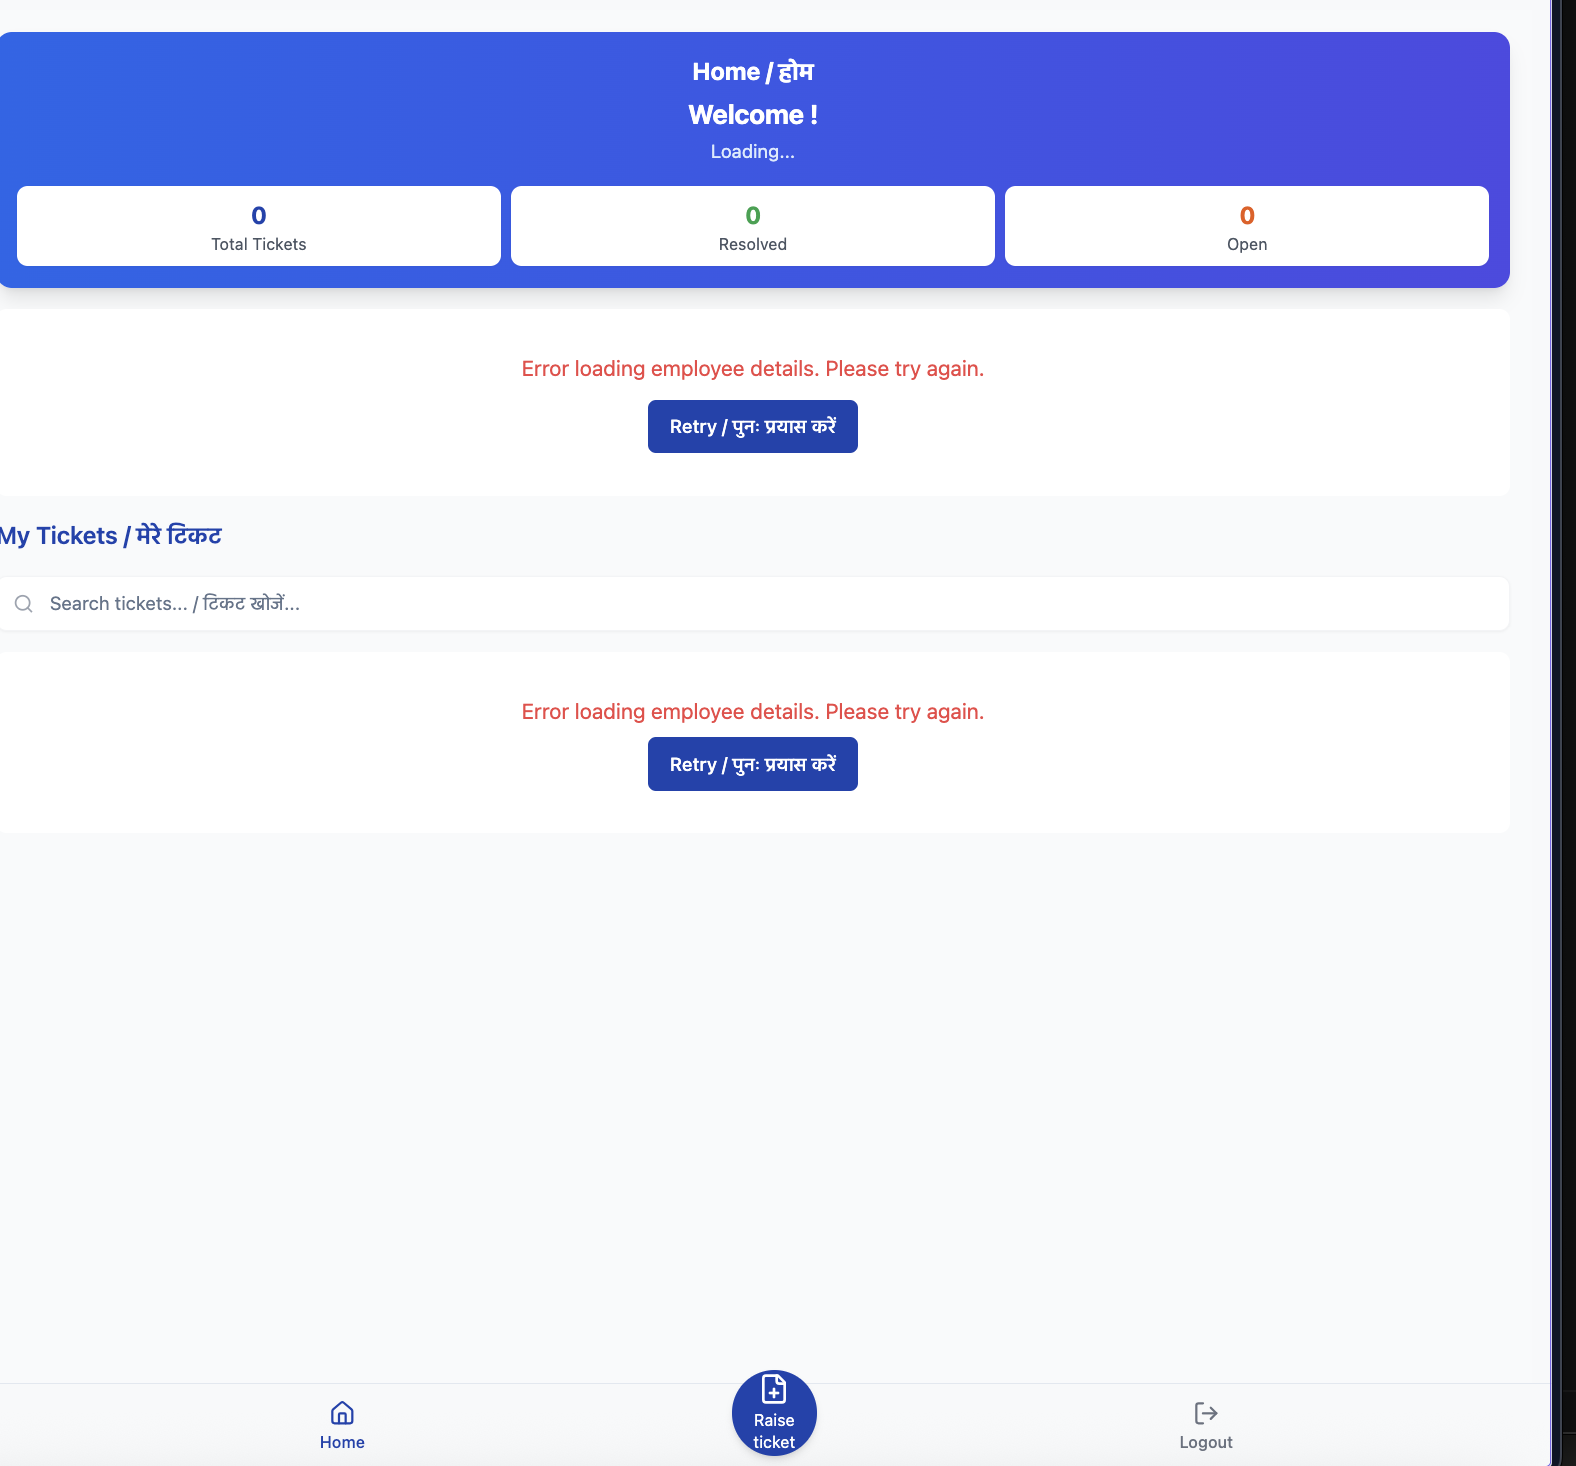 Home / होम
Welcome !
Loading...
0
Total Tickets
0
Resolved
0
Open
Error loading employee details. Please try again.
Retry / पुनः प्रयास करें
My Tickets / मेरे टिकट
Search tickets... / टिकट खोजें...
Error loading employee details. Please try again.
Retry / पुनः प्रयास करें
Home
Raise
ticket
Logout